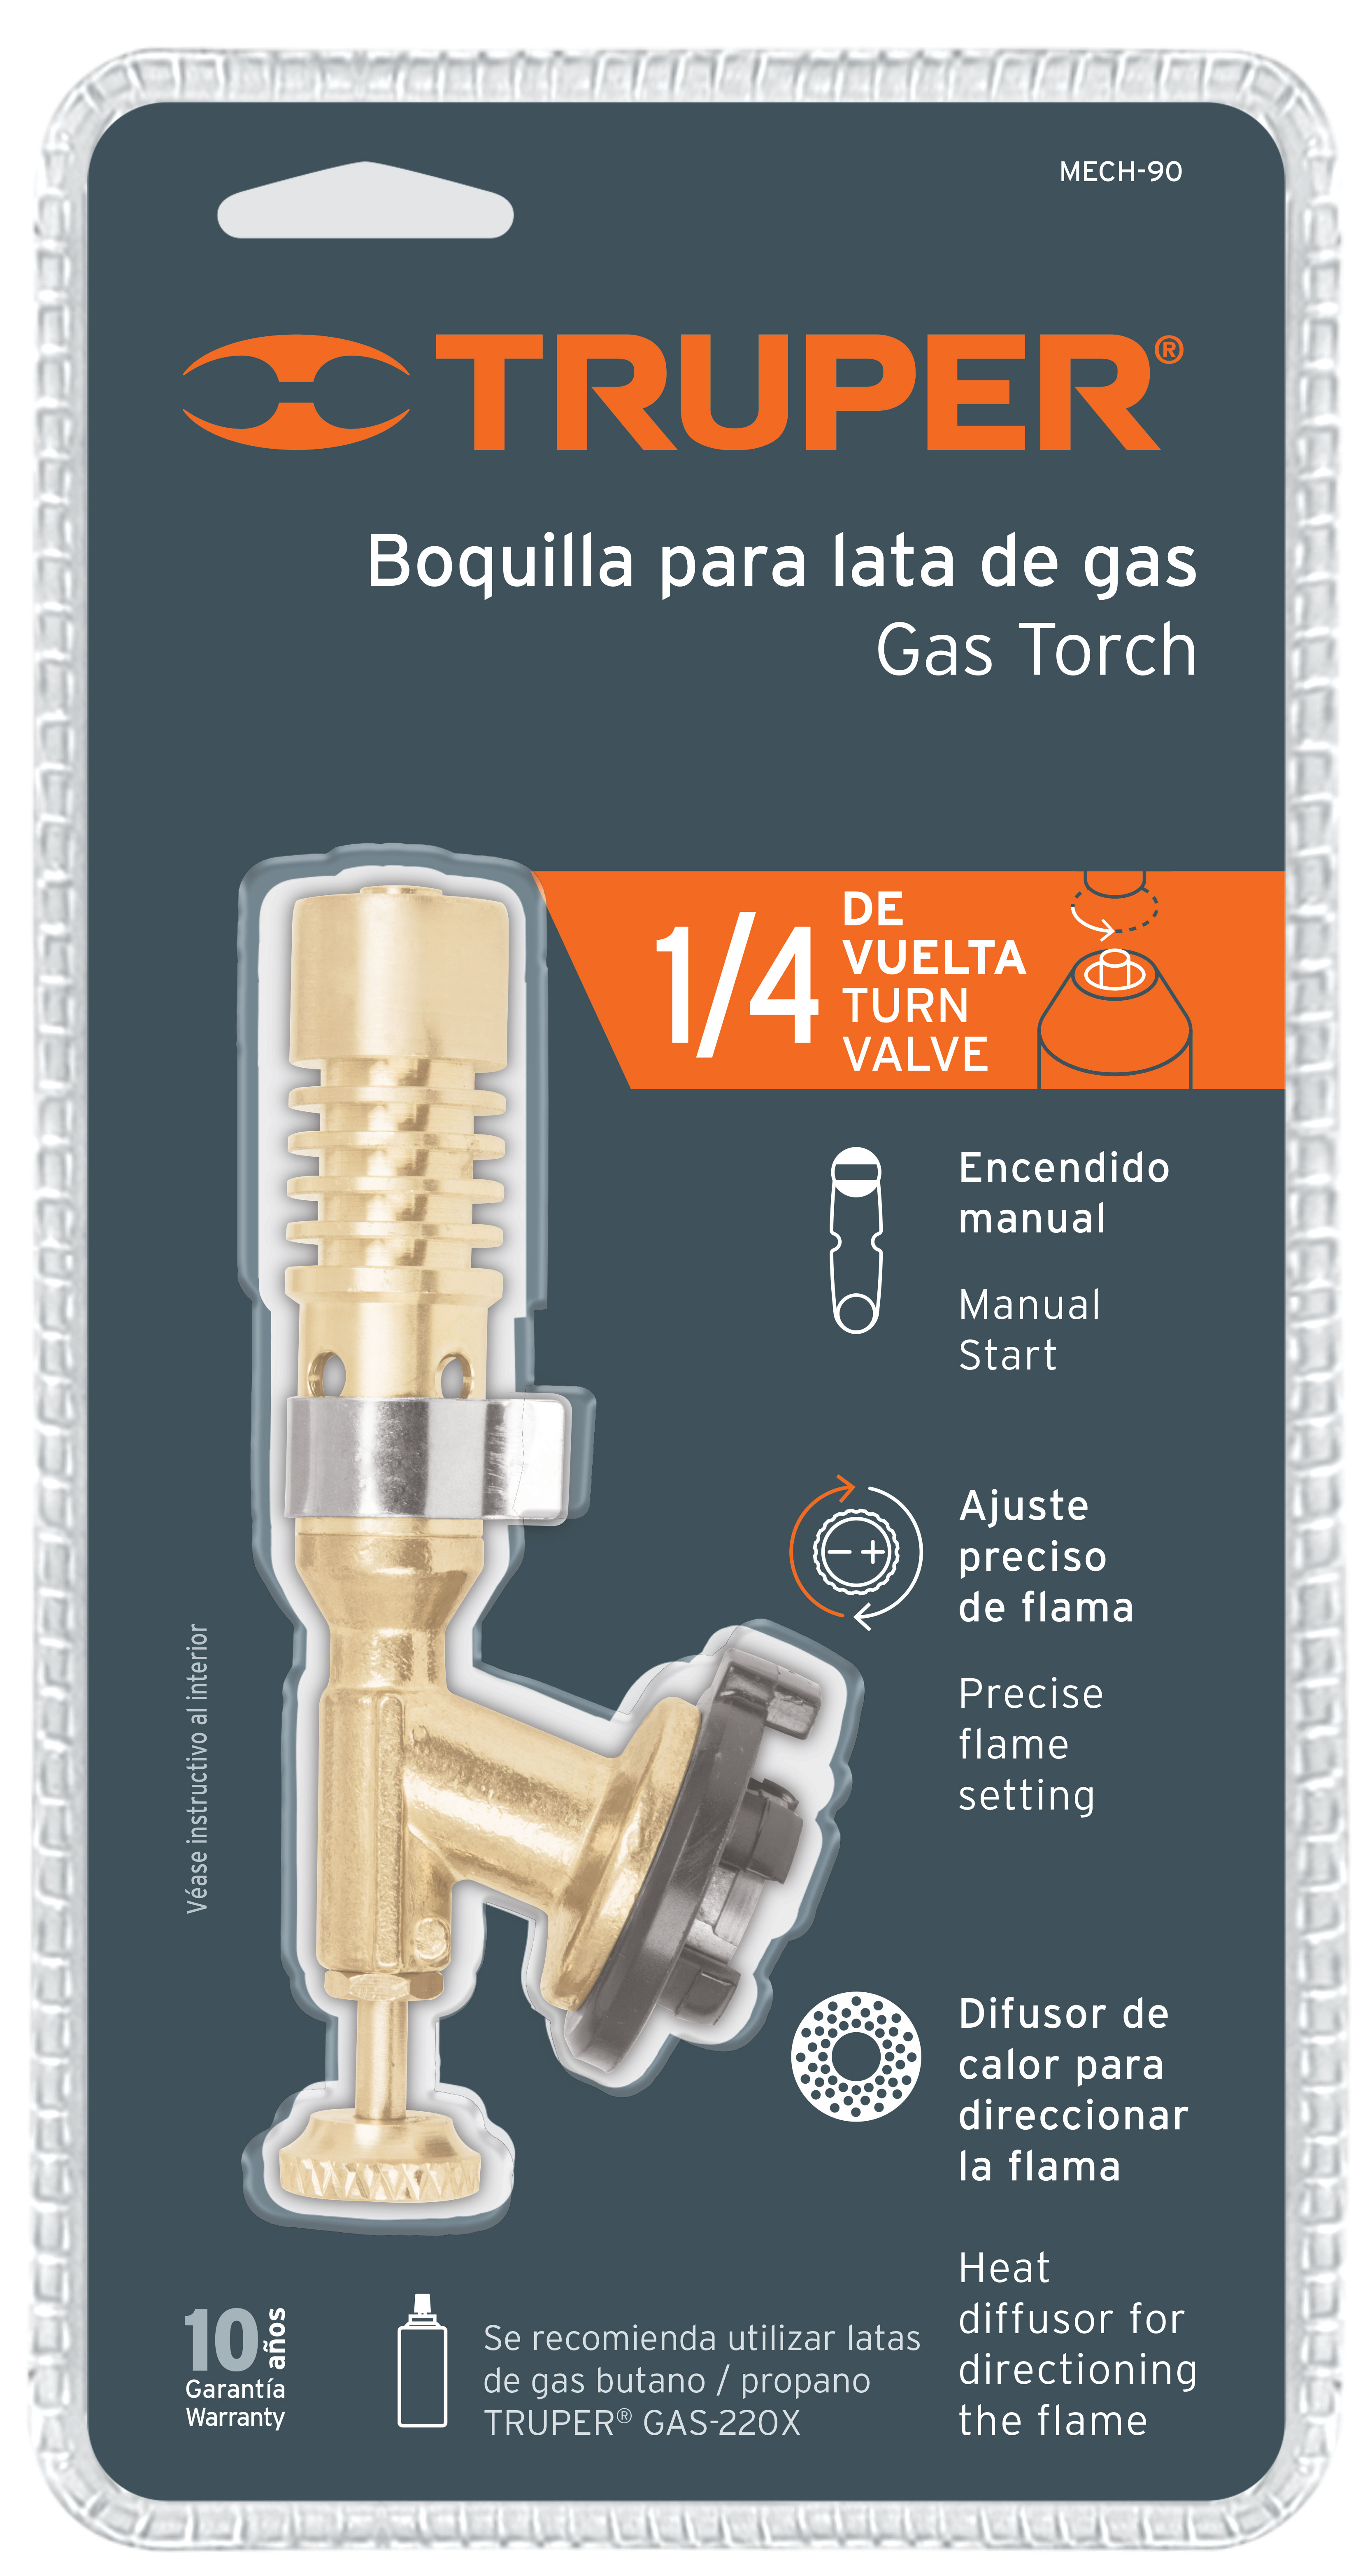 MECH-90
TRUPER®
Boquilla para lata de gas
Gas Torch
1/4
DE
VUELTA
TURN
VALVE
Encendido
manual
Manual
Start
Ajuste
preciso
de flama
Precise
flame
setting
Difusor de
calor para
direccionar
la flama
Heat
diffusor for
directioning
the flame
Véase instructivo al interior
10 años
Garantía
Warranty
Se recomienda utilizar latas
de gas butano / propano
TRUPER® GAS-220X